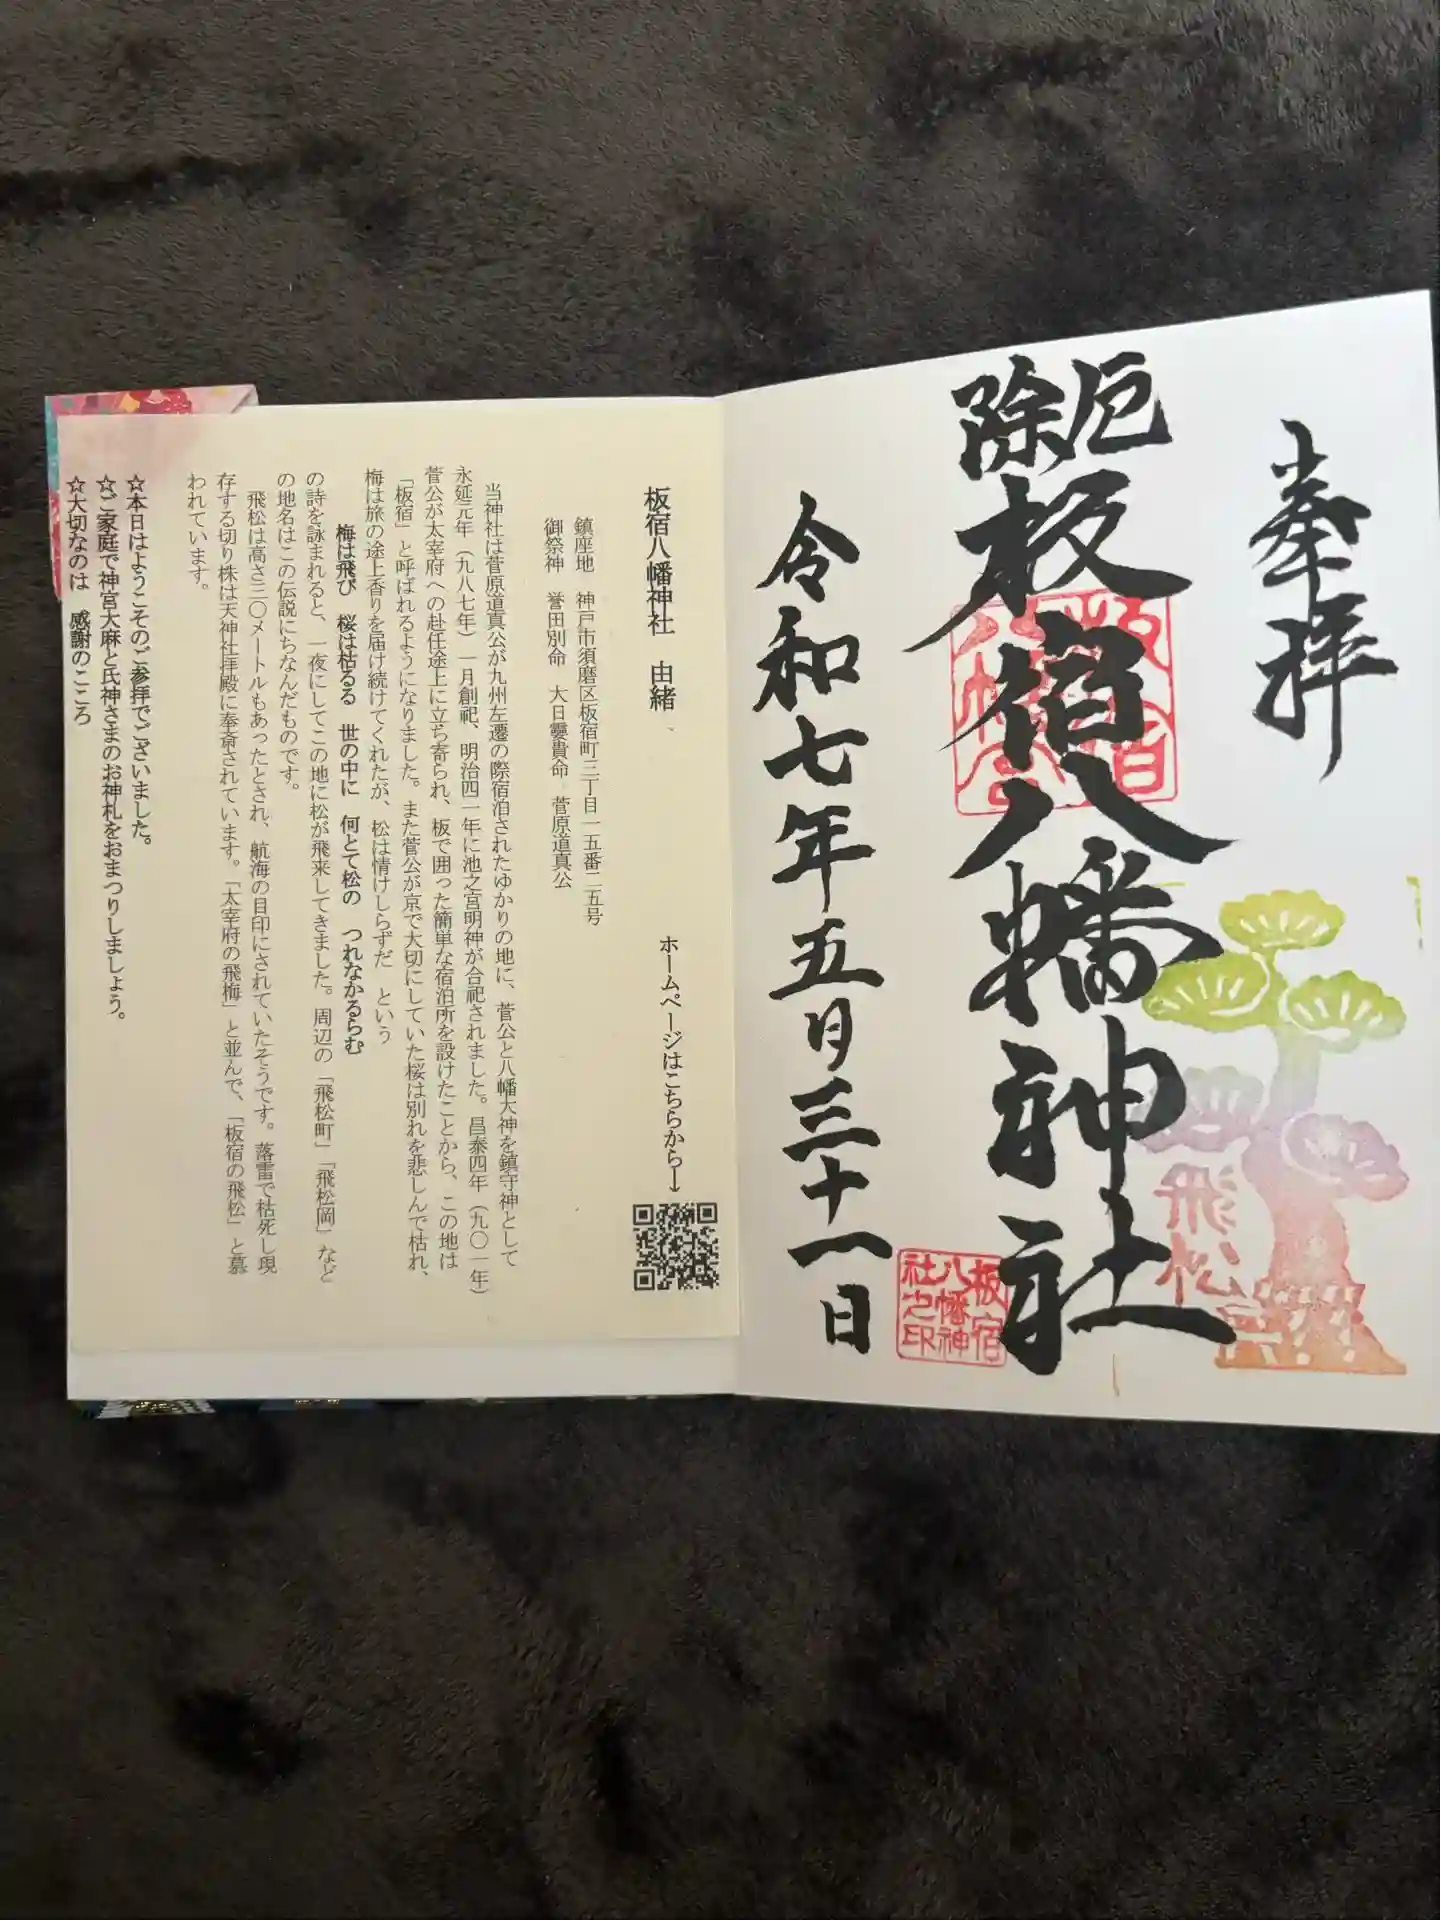 奉拝
厄除
板宿八幡神社
飛松
板宿八幡神社之印
令和七年五月三十一日
板宿八幡神社 由緒
ホームページはこちらから→
鎮座地 神戸市須磨区板宿町三丁目一五番二五号
御祭神 誉田別命 大日孁貴命 菅原道真公
当神社は菅原道真公が九州左遷の際宿泊されたゆかりの地に、菅公と八幡大神を鎮守神として
永延元年(九八七年)一月創祀、明治四一年に池之宮明神が合祀されました。昌泰四年(九〇一年)
菅公が太宰府への赴任途上に立ち寄られ、板で囲った簡単な宿泊所を設けたことから、この地は
「板宿」と呼ばれるようになりました。また菅公が京で大切にしていた桜は別れを悲しんで枯れ、
梅は旅の途上香りを届け続けてくれたが、松は情けしらずだ という
梅は飛び 桜は枯るる 世の中に 何とて松の つれなかるらむ
の詩を詠まれると、一夜にしてこの地に松が飛来してきました。周辺の「飛松町」「飛松岡」など
の地名はこの伝説にちなんだものです。
飛松は高さ三〇メートルもあったとされ、航海の目印にされていたそうです。落雷で枯死し現
存する切り株は天神社拝殿に奉斎されています。「太宰府の飛梅」と並んで、「板宿の飛松」と慕
われています。
☆本日はようこそのご参拝でございました。
☆ご家庭で神宮大麻と氏神さまのお神札をおまつりしましょう。
☆大切なのは 感謝のこころ